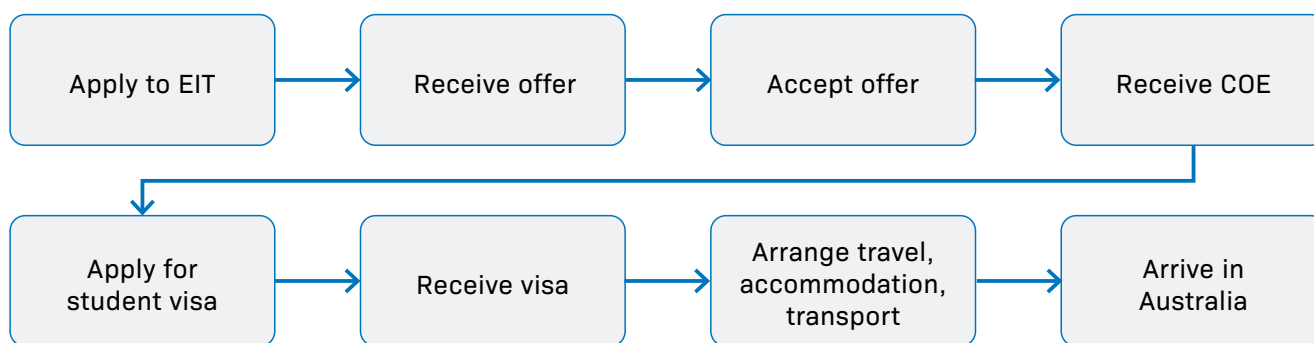 Apply to EIT
Receive offer
Accept offer
Receive COE
Apply for
student visa
Receive visa
Arrange travel,
accommodation,
transport
Arrive in
Australia